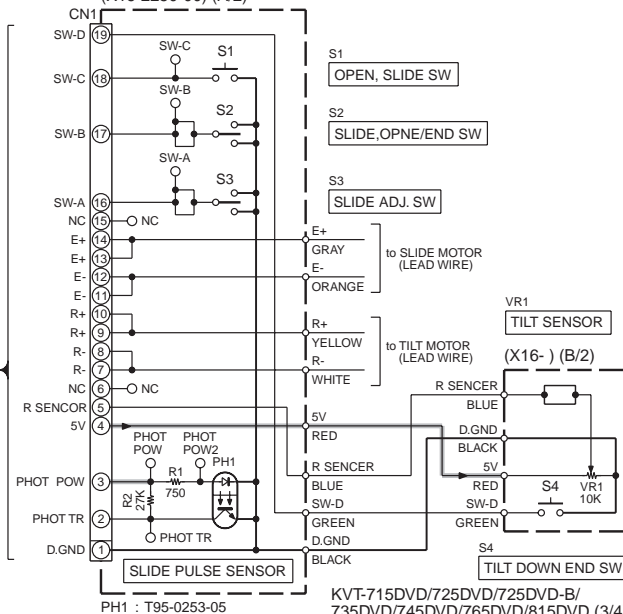 CN1
SW-D 19
SW-C
S1
SW-C 18
SW-B
S2
SW-B 17
SW-A
S3
SW-A 16
NC 15 NC
E+ 14
E+ 13
E- 12
E- 11
R+ 10
R+ 9
R- 8
R- 7
NC 6 NC
R SENCOR 5
5V 4
PHOT POW
PHOT POW2
PH1
PHOT POW 3
R1
750
R2
27K
PHOT TR 2
PHOT TR
D.GND 1
SLIDE PULSE SENSOR
PH1 : T95-0253-05
S1
OPEN, SLIDE SW
S2
SLIDE,OPNE/END SW
S3
SLIDE ADJ. SW
E+
GRAY
E-
ORANGE
to SLIDE MOTOR
(LEAD WIRE)
R+
YELLOW
R-
WHITE
to TILT MOTOR
(LEAD WIRE)
5V
RED
R SENCER
BLUE
SW-D
GREEN
D.GND
BLACK
VR1
TILT SENSOR
(X16- ) (B/2)
R SENCER
BLUE
D.GND
BLACK
5V
RED
SW-D
GREEN
S4
VR1
10K
S4
TILT DOWN END SW
KVT-715DVD/725DVD/725DVD-B/
735DVD/745DVD/765DVD/815DVD (3/4